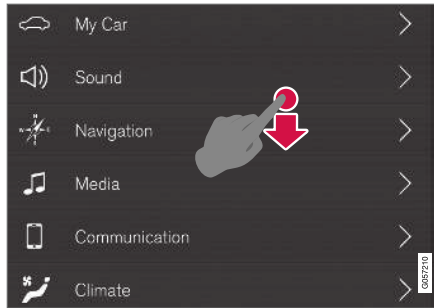 My Car
Sound
Navigation
Media
Communication
Climate
G057210